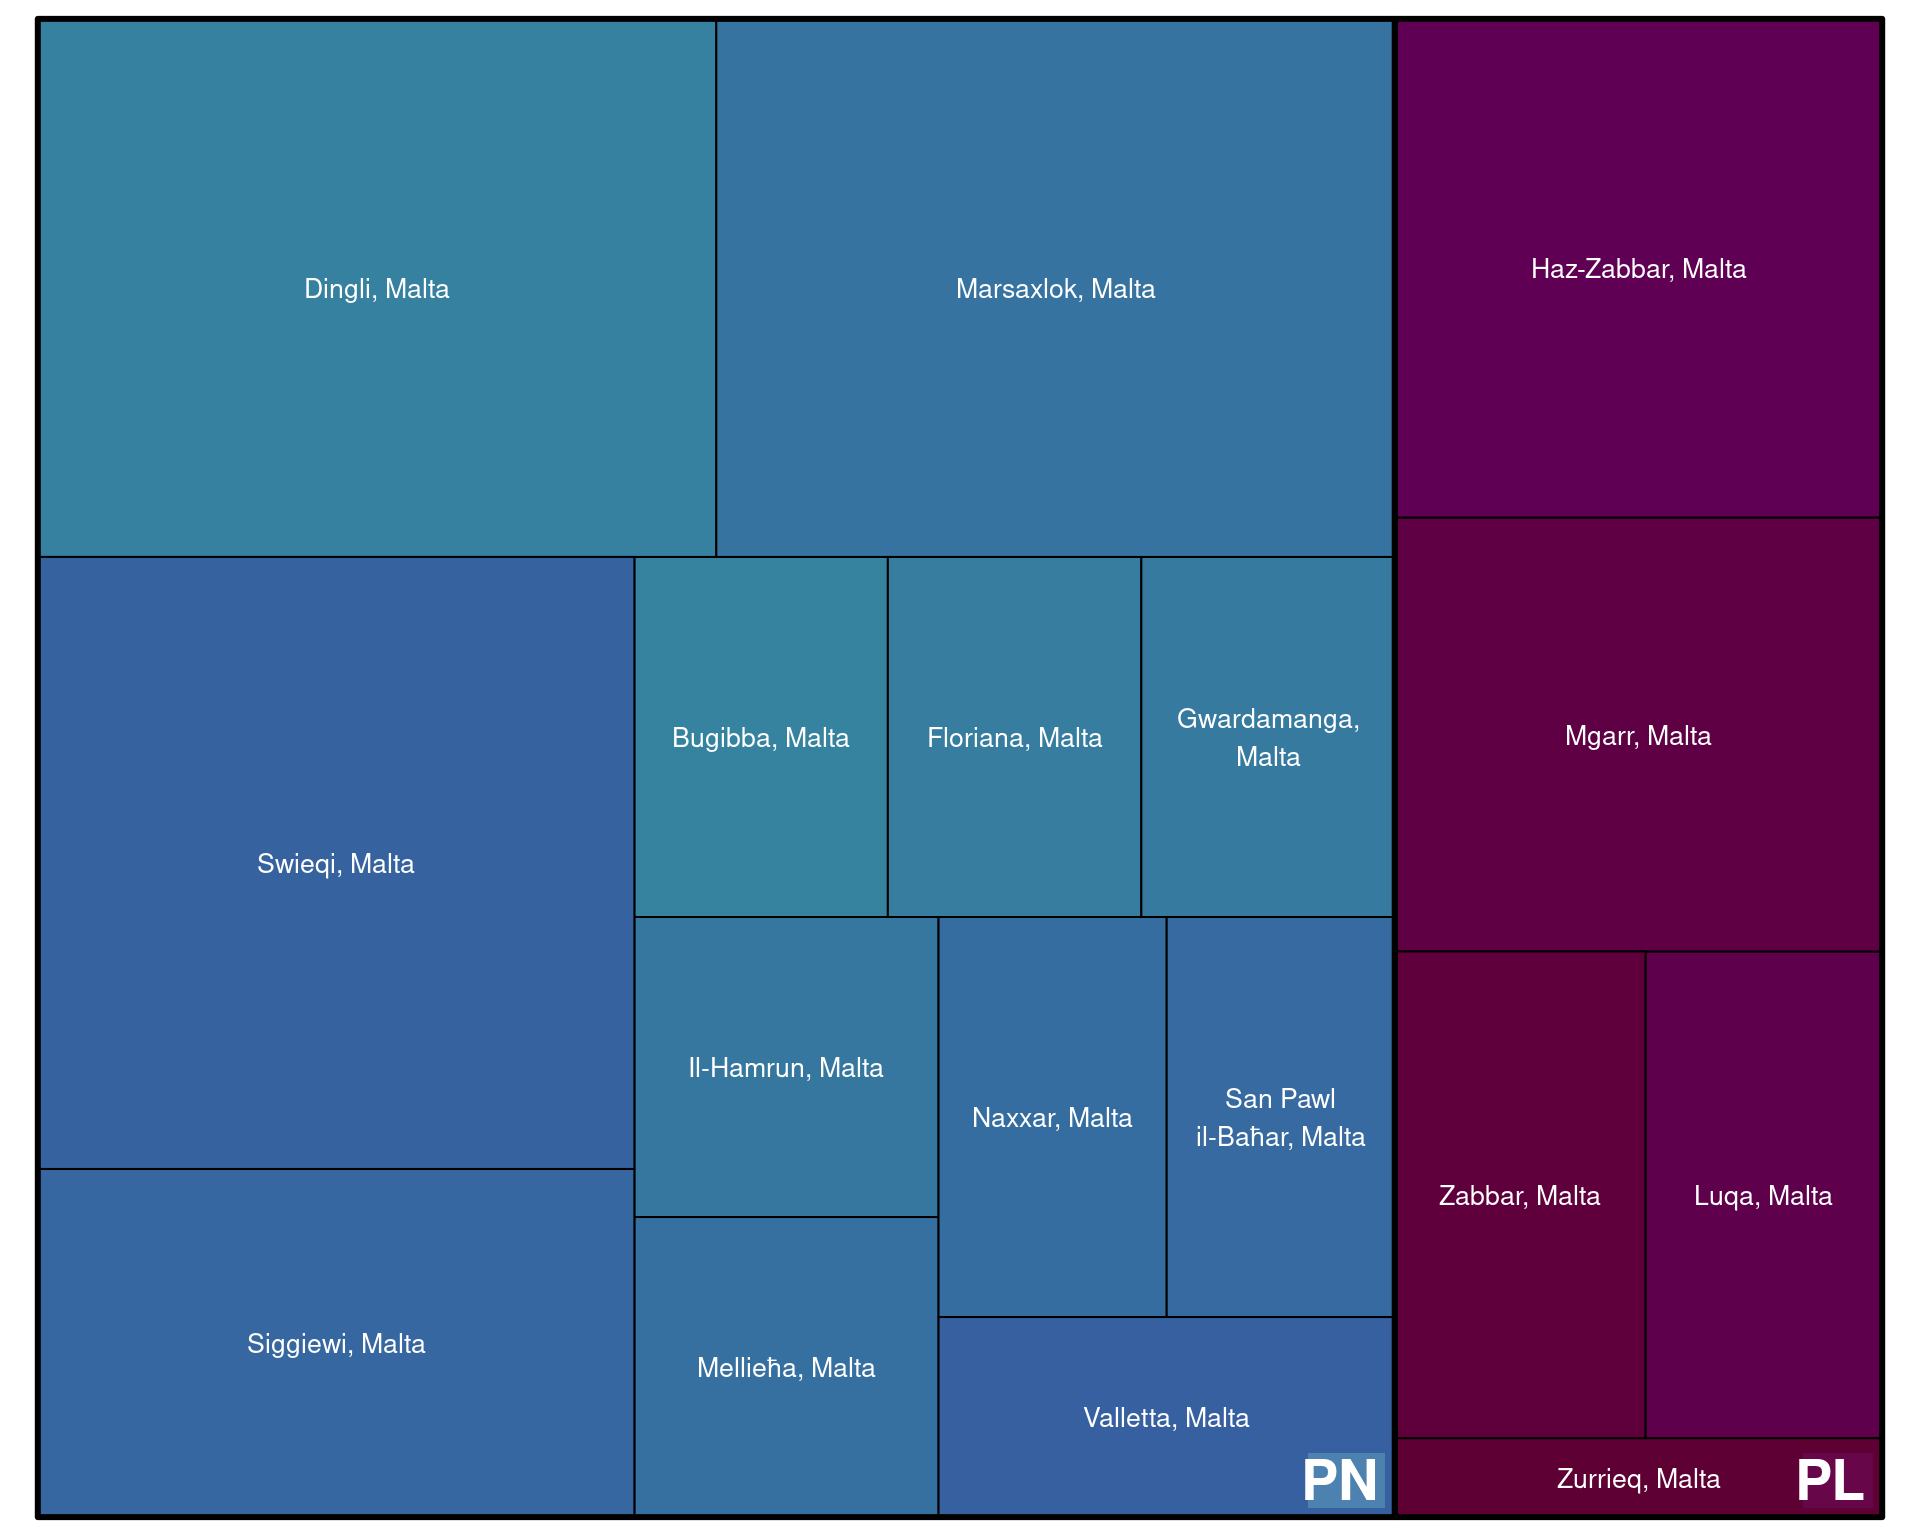 Dingli, Malta
Marsaxlok, Malta
Haz-Zabbar, Malta
Swieqi, Malta
Bugibba, Malta
Floriana, Malta
Gwardamanga,
Malta
Mgarr, Malta
Il-Hamrun, Malta
Naxxar, Malta
San Pawl
il-Baħar, Malta
Zabbar, Malta
Luqa, Malta
Siggiewi, Malta
Mellieħa, Malta
Valletta, Malta
PN
Zurrieq, Malta
PL